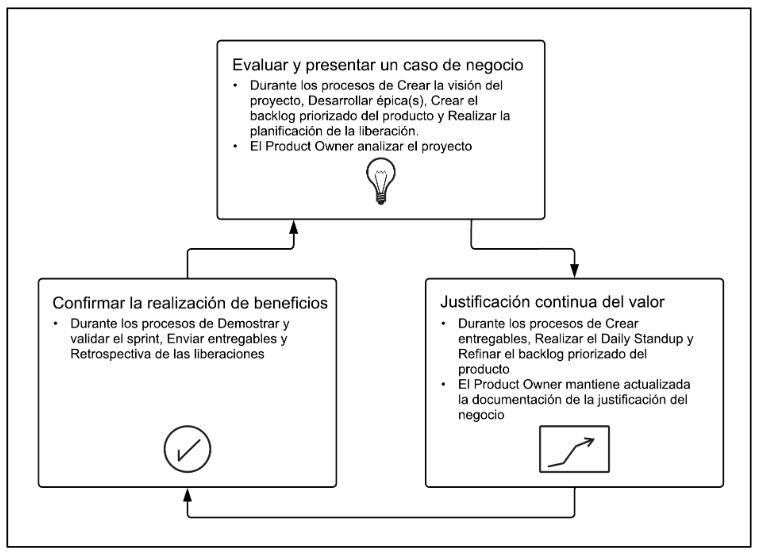 Evaluar y presentar un caso de negocio
• Durante los procesos de Crear la visión del
proyecto, Desarrollar épica(s), Crear el
backlog priorizado del producto y Realizar la
planificación de la liberación.
• El Product Owner analizar el proyecto
Confirmar la realización de beneficios
• Durante los procesos de Demostrar y
validar el sprint, Enviar entregables y
Retrospectiva de las liberaciones
Justificación continua del valor
• Durante los procesos de Crear
entregables, Realizar el Daily Standup y
Refinar el backlog priorizado del
producto
• El Product Owner mantiene actualizada
la documentación de la justificación del
negocio